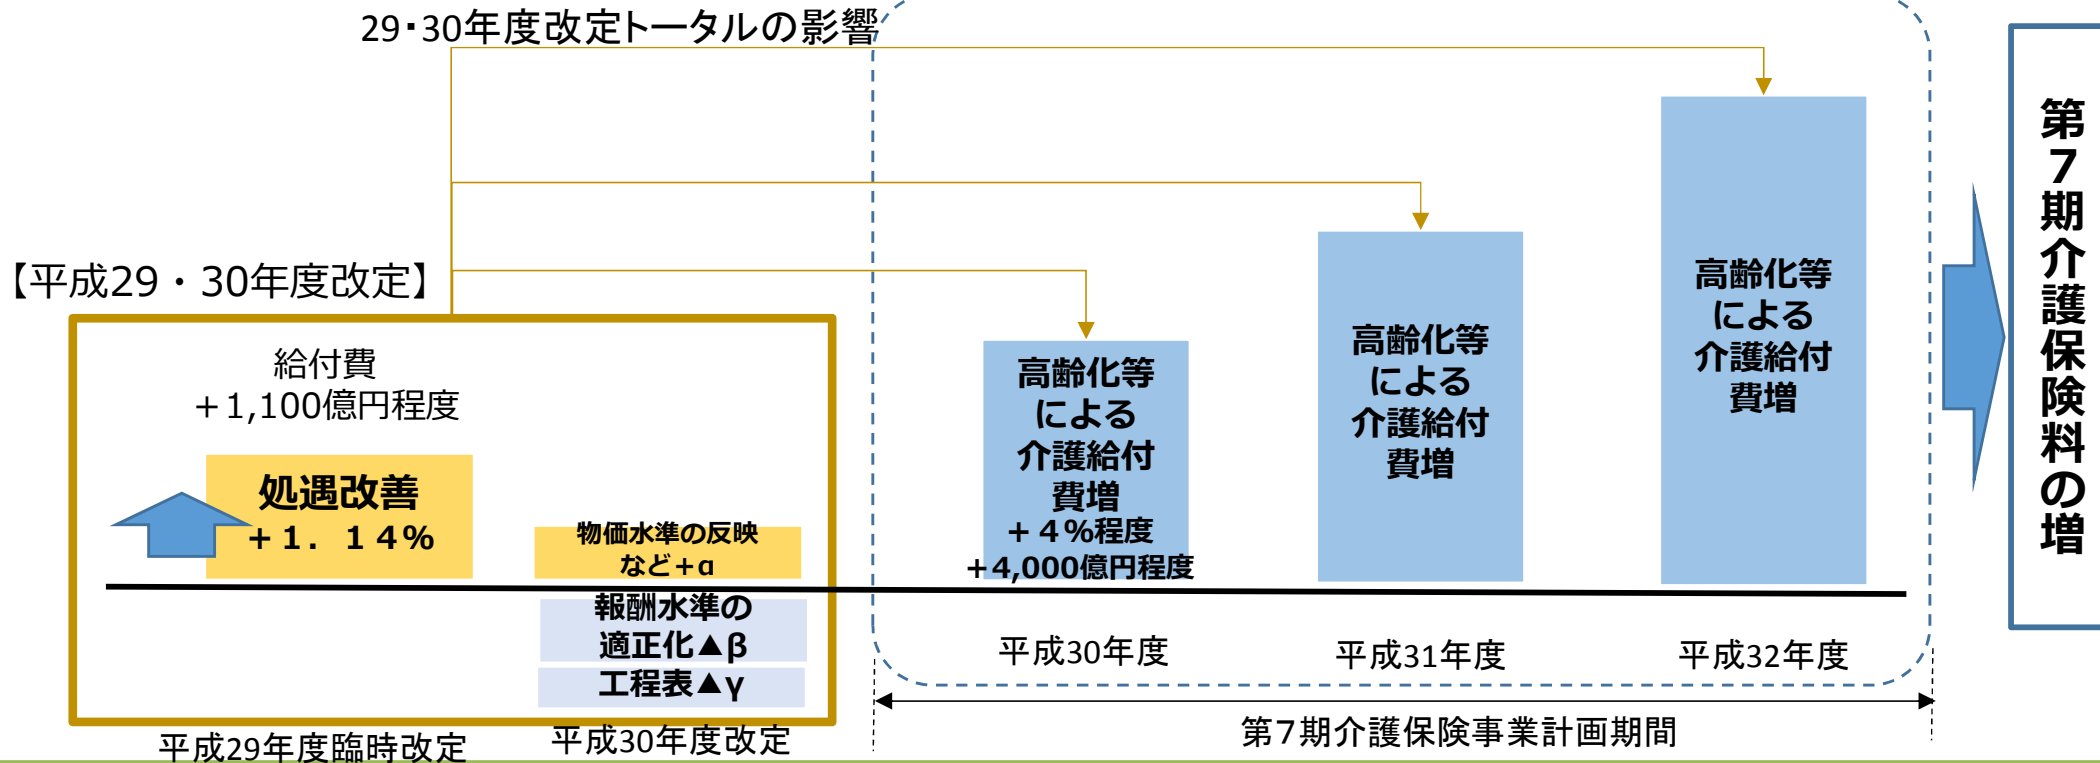 29・30年度改定トータルの影響
【平成29・30年度改定】
給付費
＋1,100億円程度
処遇改善
＋１．１４％
物価水準の反映
など＋α
報酬水準の
適正化▲β
工程表▲γ
平成29年度臨時改定
平成30年度改定
高齢化等
による
介護給付
費増
＋４％程度
＋4,000億円程度
平成30年度
高齢化等
による
介護給付
費増
平成31年度
高齢化等
による
介護給付
費増
平成32年度
第７期介護保険事業計画期間
第７期介護保険料の増